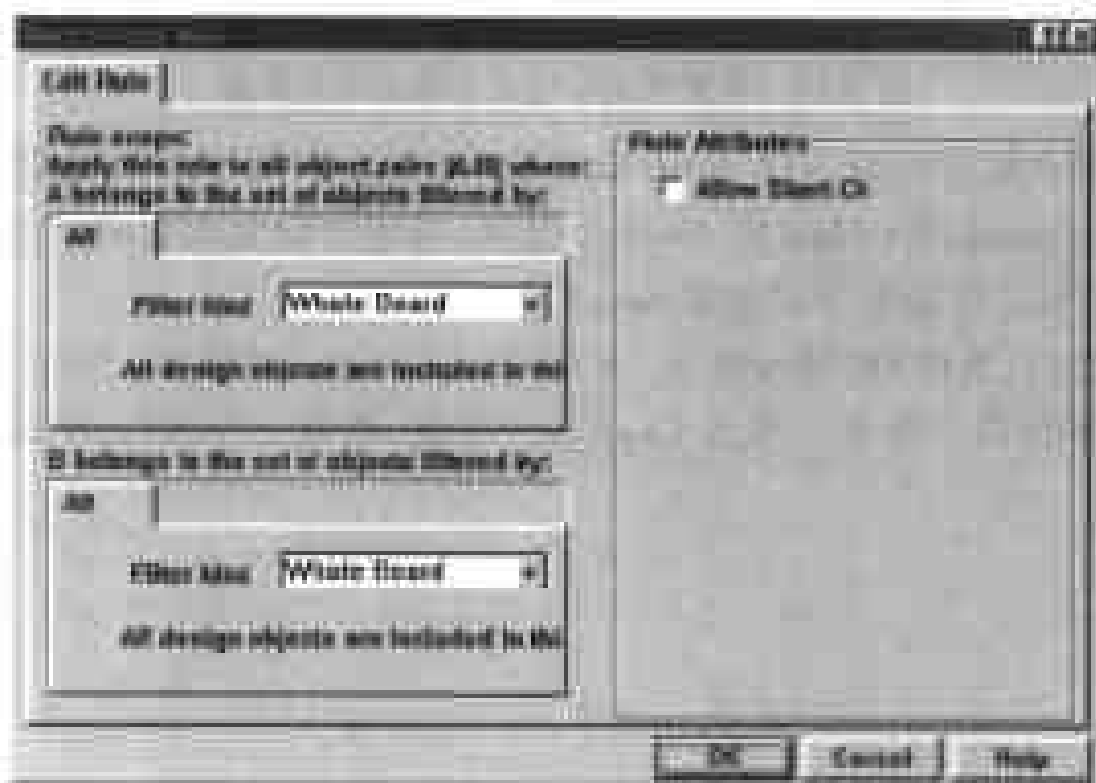 Edit Rule
Rule scope:
Apply this rule to all object pairs (A,B) where:
A belongs to the set of objects filtered by:
All
Filter kind Whole Board
All design objects are included in this
B belongs to the set of objects filtered by:
All
Filter kind Whole Board
All design objects are included in this
Rule Attributes
Allow Short Ci
OK Cancel Help